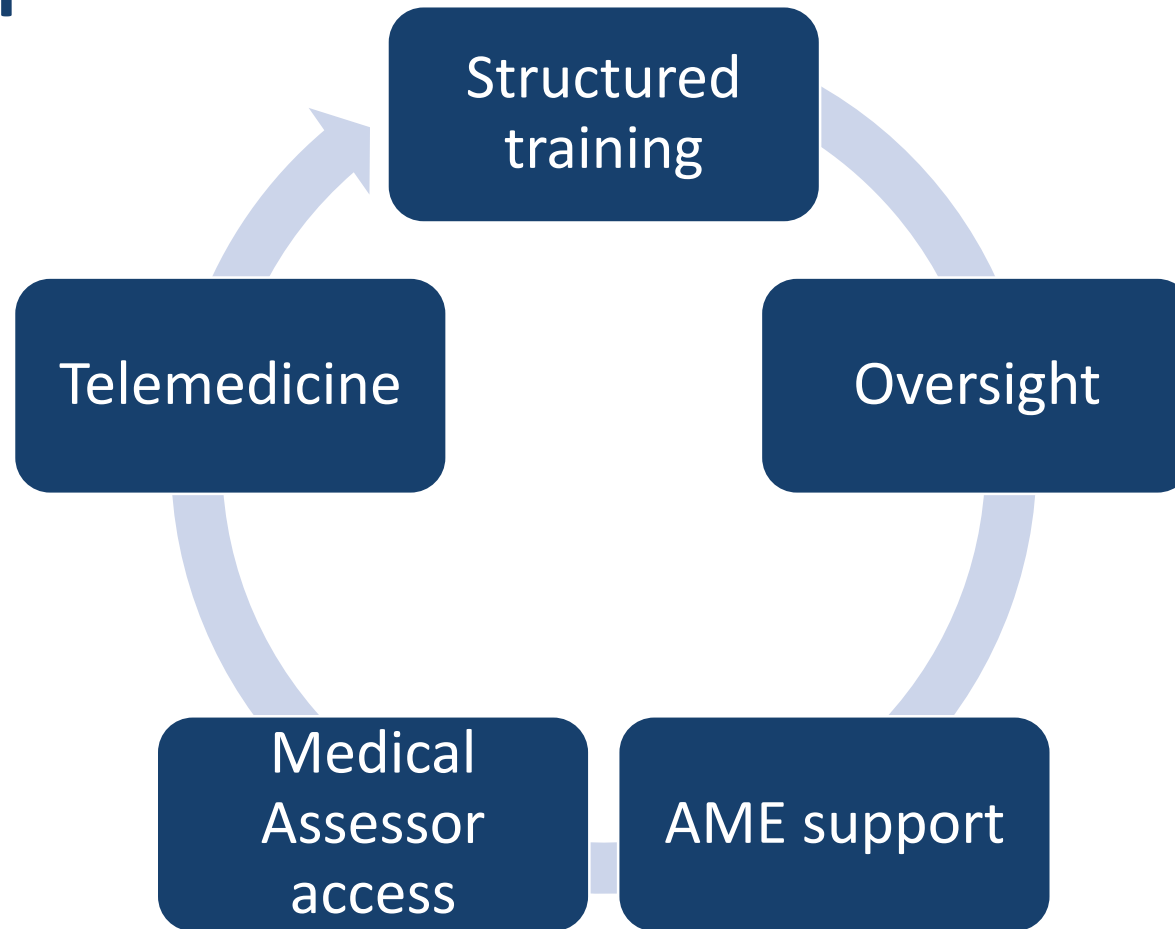 Structured
training
Oversight
AME support
Medical
Assessor
access
Telemedicine